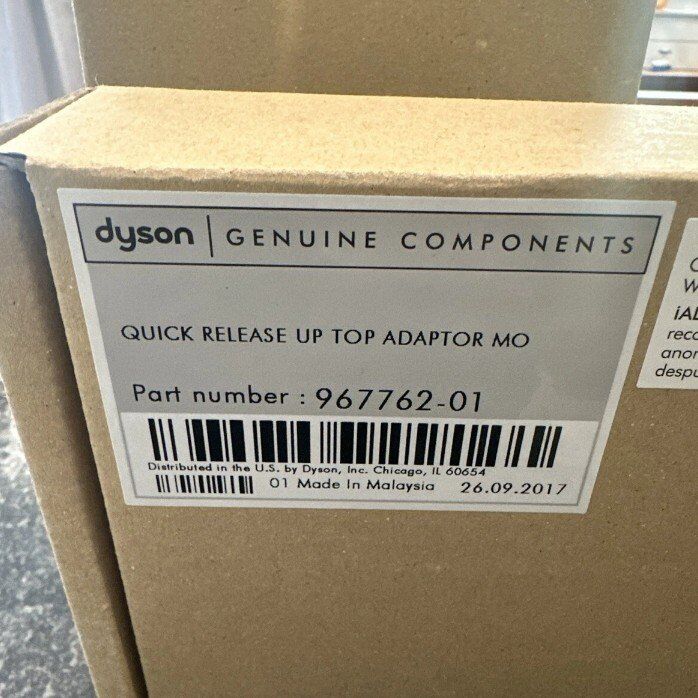 dyson GENUINE COMPONENTS
QUICK RELEASE UP TOP ADAPTOR MO
Part number : 967762-01
Distributed in the U.S. by Dyson, Inc. Chicago, IL 60654
01 Made In Malaysia 26.09.2017